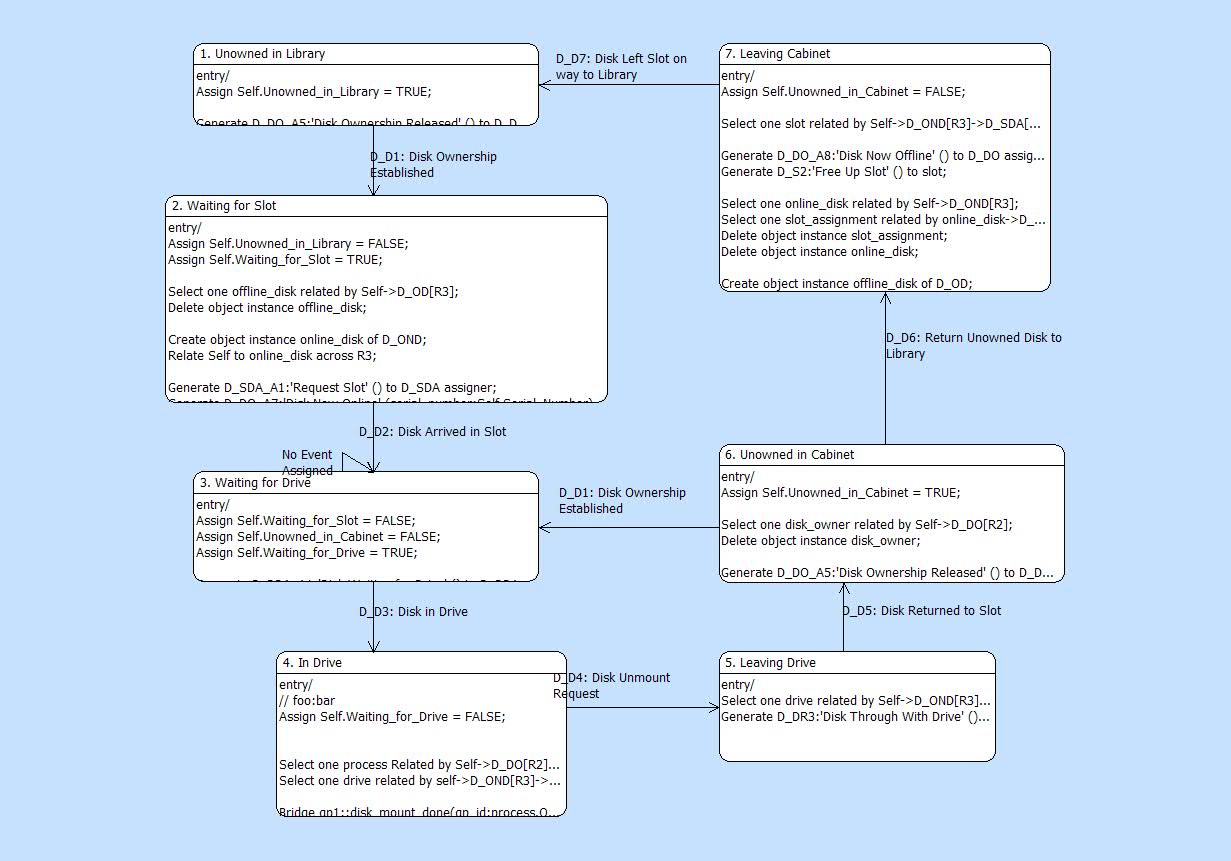 1. Unowned in Library
entry/
Assign Self.Unowned_in_Library = TRUE;
Generate D_DO_A5:'Disk Ownership Released' () to D_D
D_D7: Disk Left Slot on
way to Library
7. Leaving Cabinet
entry/
Assign Self.Unowned_in_Cabinet = FALSE;
Select one slot related by Self->D_OND[R3]->D_SDA[...
Generate D_DO_A8:'Disk Now Offline' () to D_DO assig...
Generate D_S2:'Free Up Slot' () to slot;
Select one online_disk related by Self->D_OND[R3];
Select one slot_assignment related by online_disk->D_...
Delete object instance slot_assignment;
Delete object instance online_disk;
Create object instance offline_disk of D_OD;
D_D1: Disk Ownership
Established
2. Waiting for Slot
entry/
Assign Self.Unowned_in_Library = FALSE;
Assign Self.Waiting_for_Slot = TRUE;
Select one offline_disk related by Self->D_OD[R3];
Delete object instance offline_disk;
Create object instance online_disk of D_OND;
Relate Self to online_disk across R3;
Generate D_SDA_A1:'Request Slot' () to D_SDA assigner;
Generate D_DO_A7:'Disk Now Online' (serial_number:Self.Serial_Number)
D_D6: Return Unowned Disk to
Library
D_D2: Disk Arrived in Slot
No Event
Assigned
3. Waiting for Drive
entry/
Assign Self.Waiting_for_Slot = FALSE;
Assign Self.Unowned_in_Cabinet = FALSE;
Assign Self.Waiting_for_Drive = TRUE;
D_D1: Disk Ownership
Established
6. Unowned in Cabinet
entry/
Assign Self.Unowned_in_Cabinet = TRUE;
Select one disk_owner related by Self->D_DO[R2];
Delete object instance disk_owner;
Generate D_DO_A5:'Disk Ownership Released' () to D_D...
D_D3: Disk in Drive
D_D5: Disk Returned to Slot
4. In Drive
entry/
// foo:bar
Assign Self.Waiting_for_Drive = FALSE;
Select one process Related by Self->D_DO[R2]...
Select one drive related by self->D_OND[R3]->...
Bridge gp1::disk_mount_done(gp_id:process.O...
D_D4: Disk Unmount
Request
5. Leaving Drive
entry/
Select one drive related by Self->D_OND[R3]...
Generate D_DR3:'Disk Through With Drive' ()...